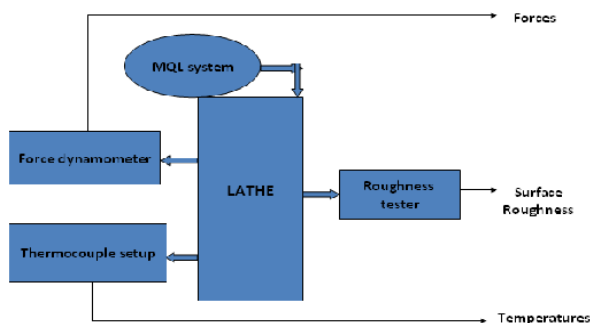 Forces
MQL system
Force dynamometer
LATHE
Roughness
tester
Surface
Roughness
Thermocouple setup
Temperatures